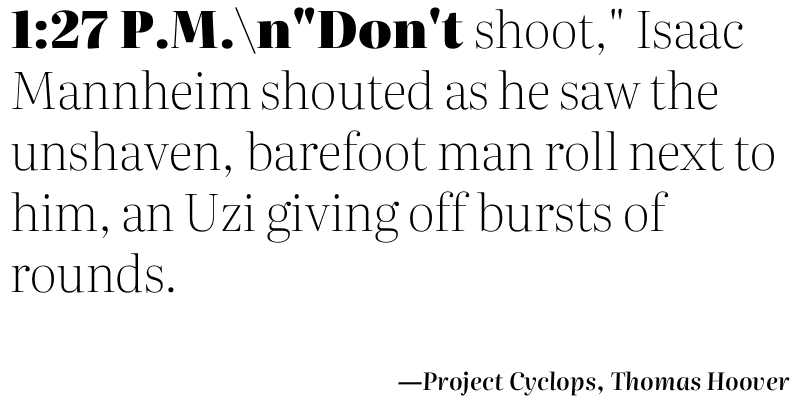 1:27 P.M.\n"Don't shoot," Isaac
Mannheim shouted as he saw the
unshaven, barefoot man roll next to
him, an Uzi giving off bursts of
rounds.
—Project Cyclops, Thomas Hoover